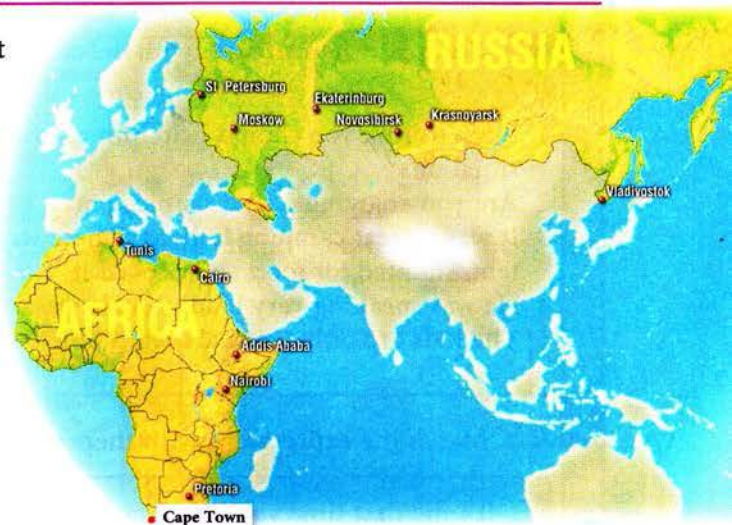 t
RUSSIA
St Petersburg
Ekaterinburg
Moskow
Novosibirsk
Krasnoyarsk
Vladivostok
Tunis
Cairo
AFRICA
Addis Ababa
Nairobi
Pretoria
Cape Town